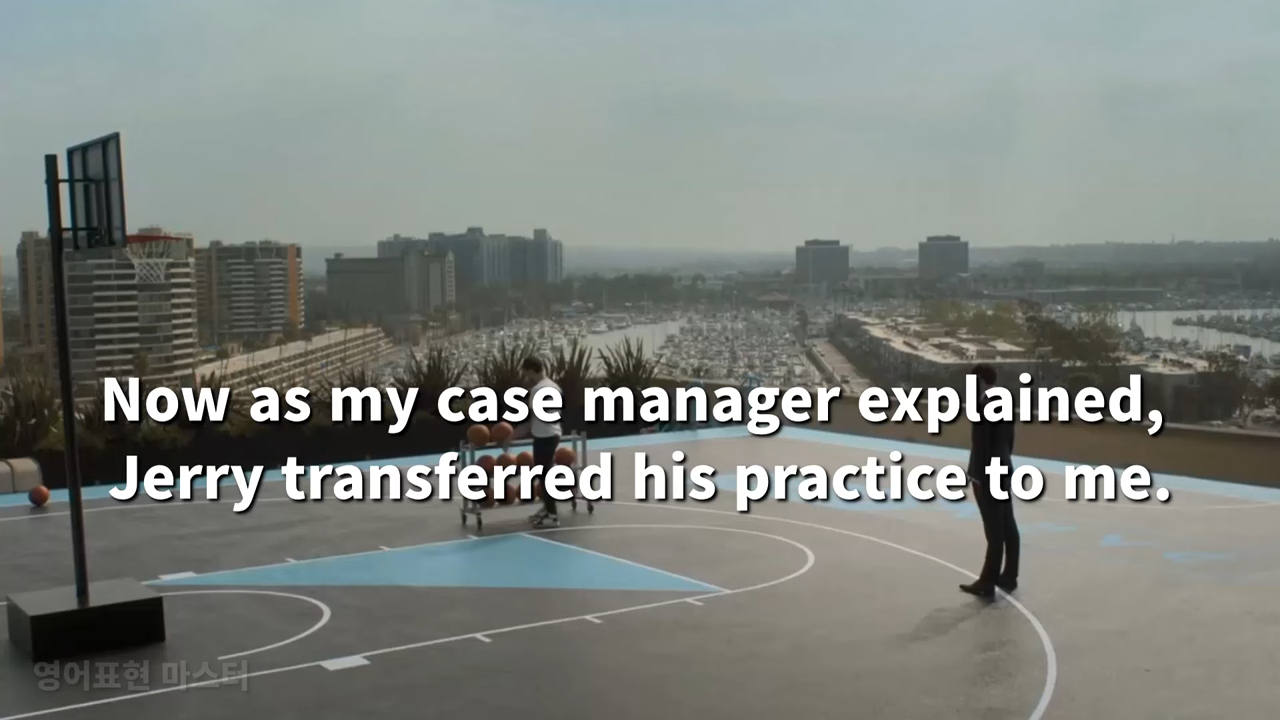 Now as my case manager explained,
Jerry transferred his practice to me.
영어표현 마스터